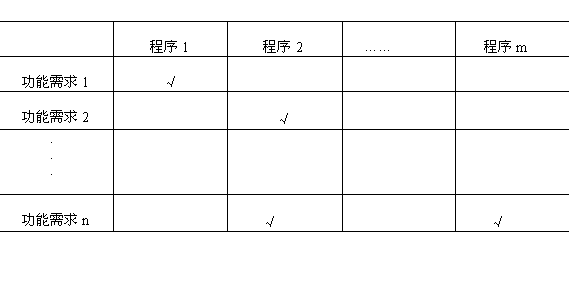 程序 1 程序 2 …… 程序 m
功能需求 1 √
功能需求 2 √
.
.
.
功能需求 n √ √